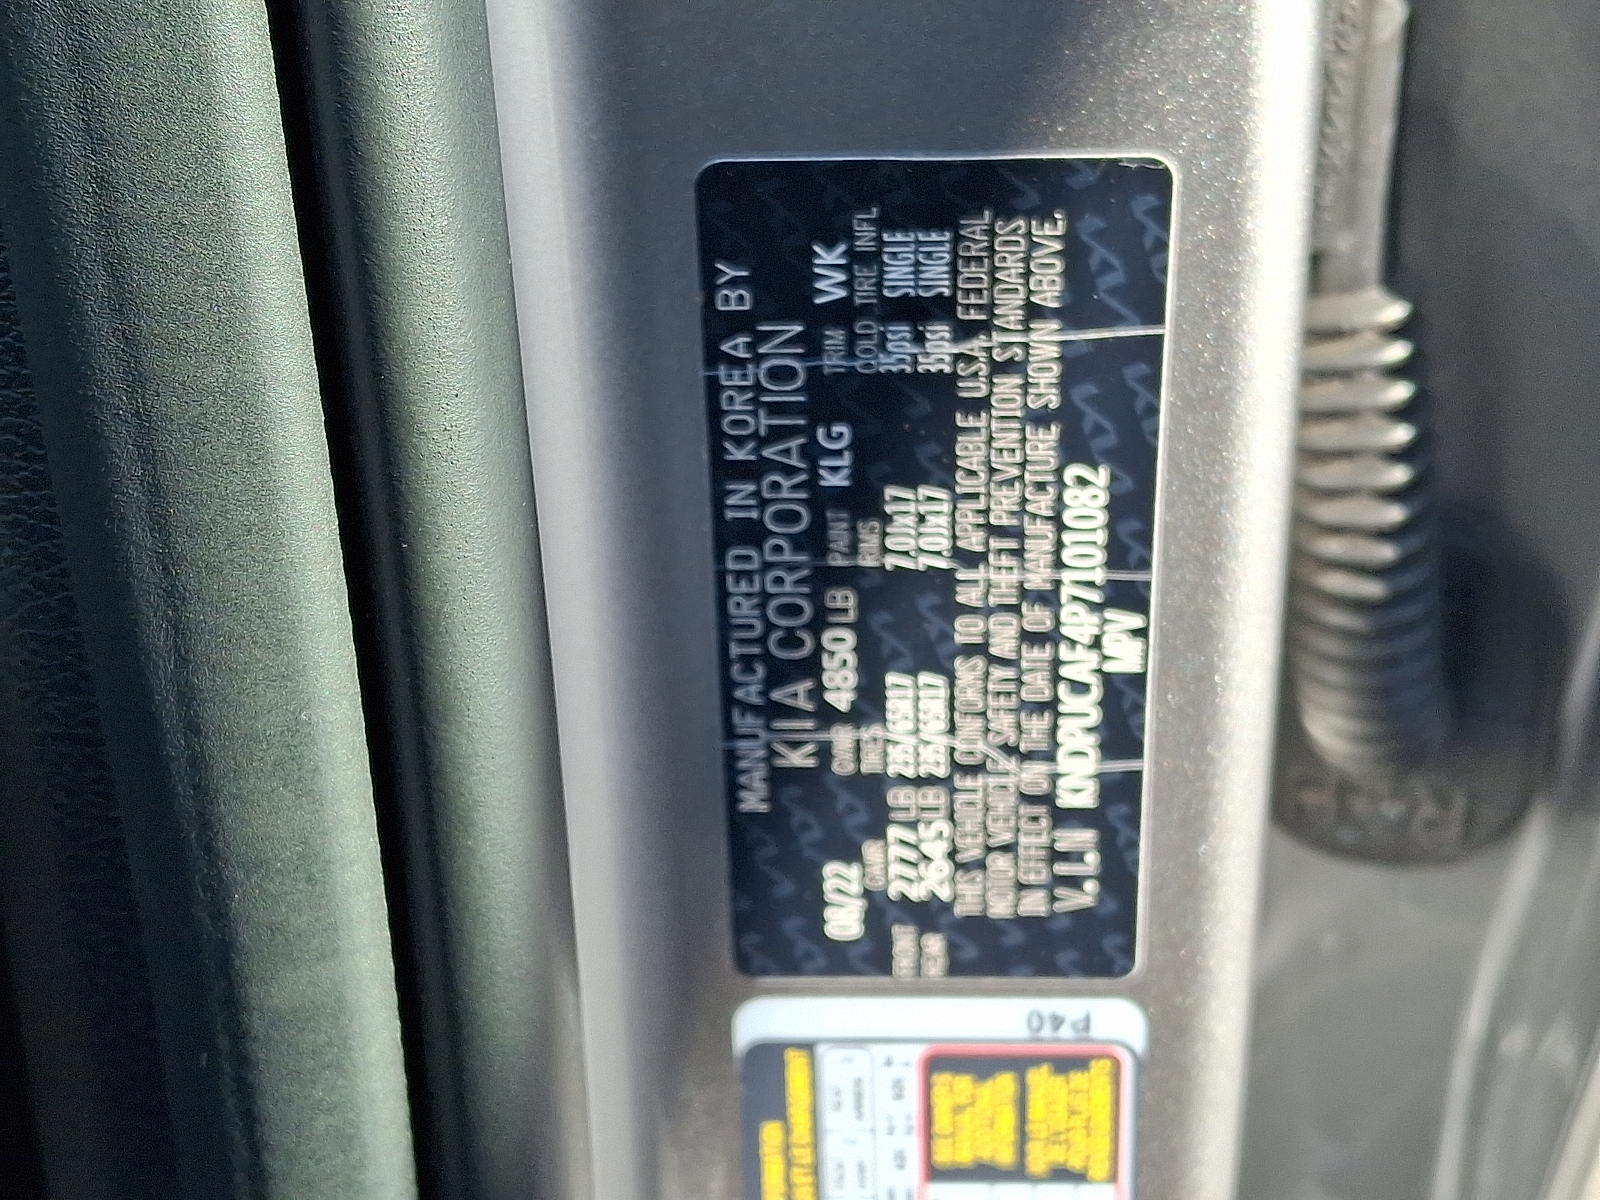 MANUFACTURED IN KOREA BY
KIA CORPORATION
08/22 GVWR 4850 LB PAINT KLG TRIM WK
GAWR TIRES RIMS COLD TIRE INFL
FRONT 2777 LB 235/65R17 7.0Jx17 35psi SINGLE
REAR 2645 LB 235/65R17 7.0Jx17 35psi SINGLE
THIS VEHICLE CONFORMS TO ALL APPLICABLE U.S.A. FEDERAL
MOTOR VEHICLE SAFETY AND THEFT PREVENTION STANDARDS
IN EFFECT ON THE DATE OF MANUFACTURE SHOWN ABOVE.
V.I.N KNDPUCAF4P7101082
MPV
P40